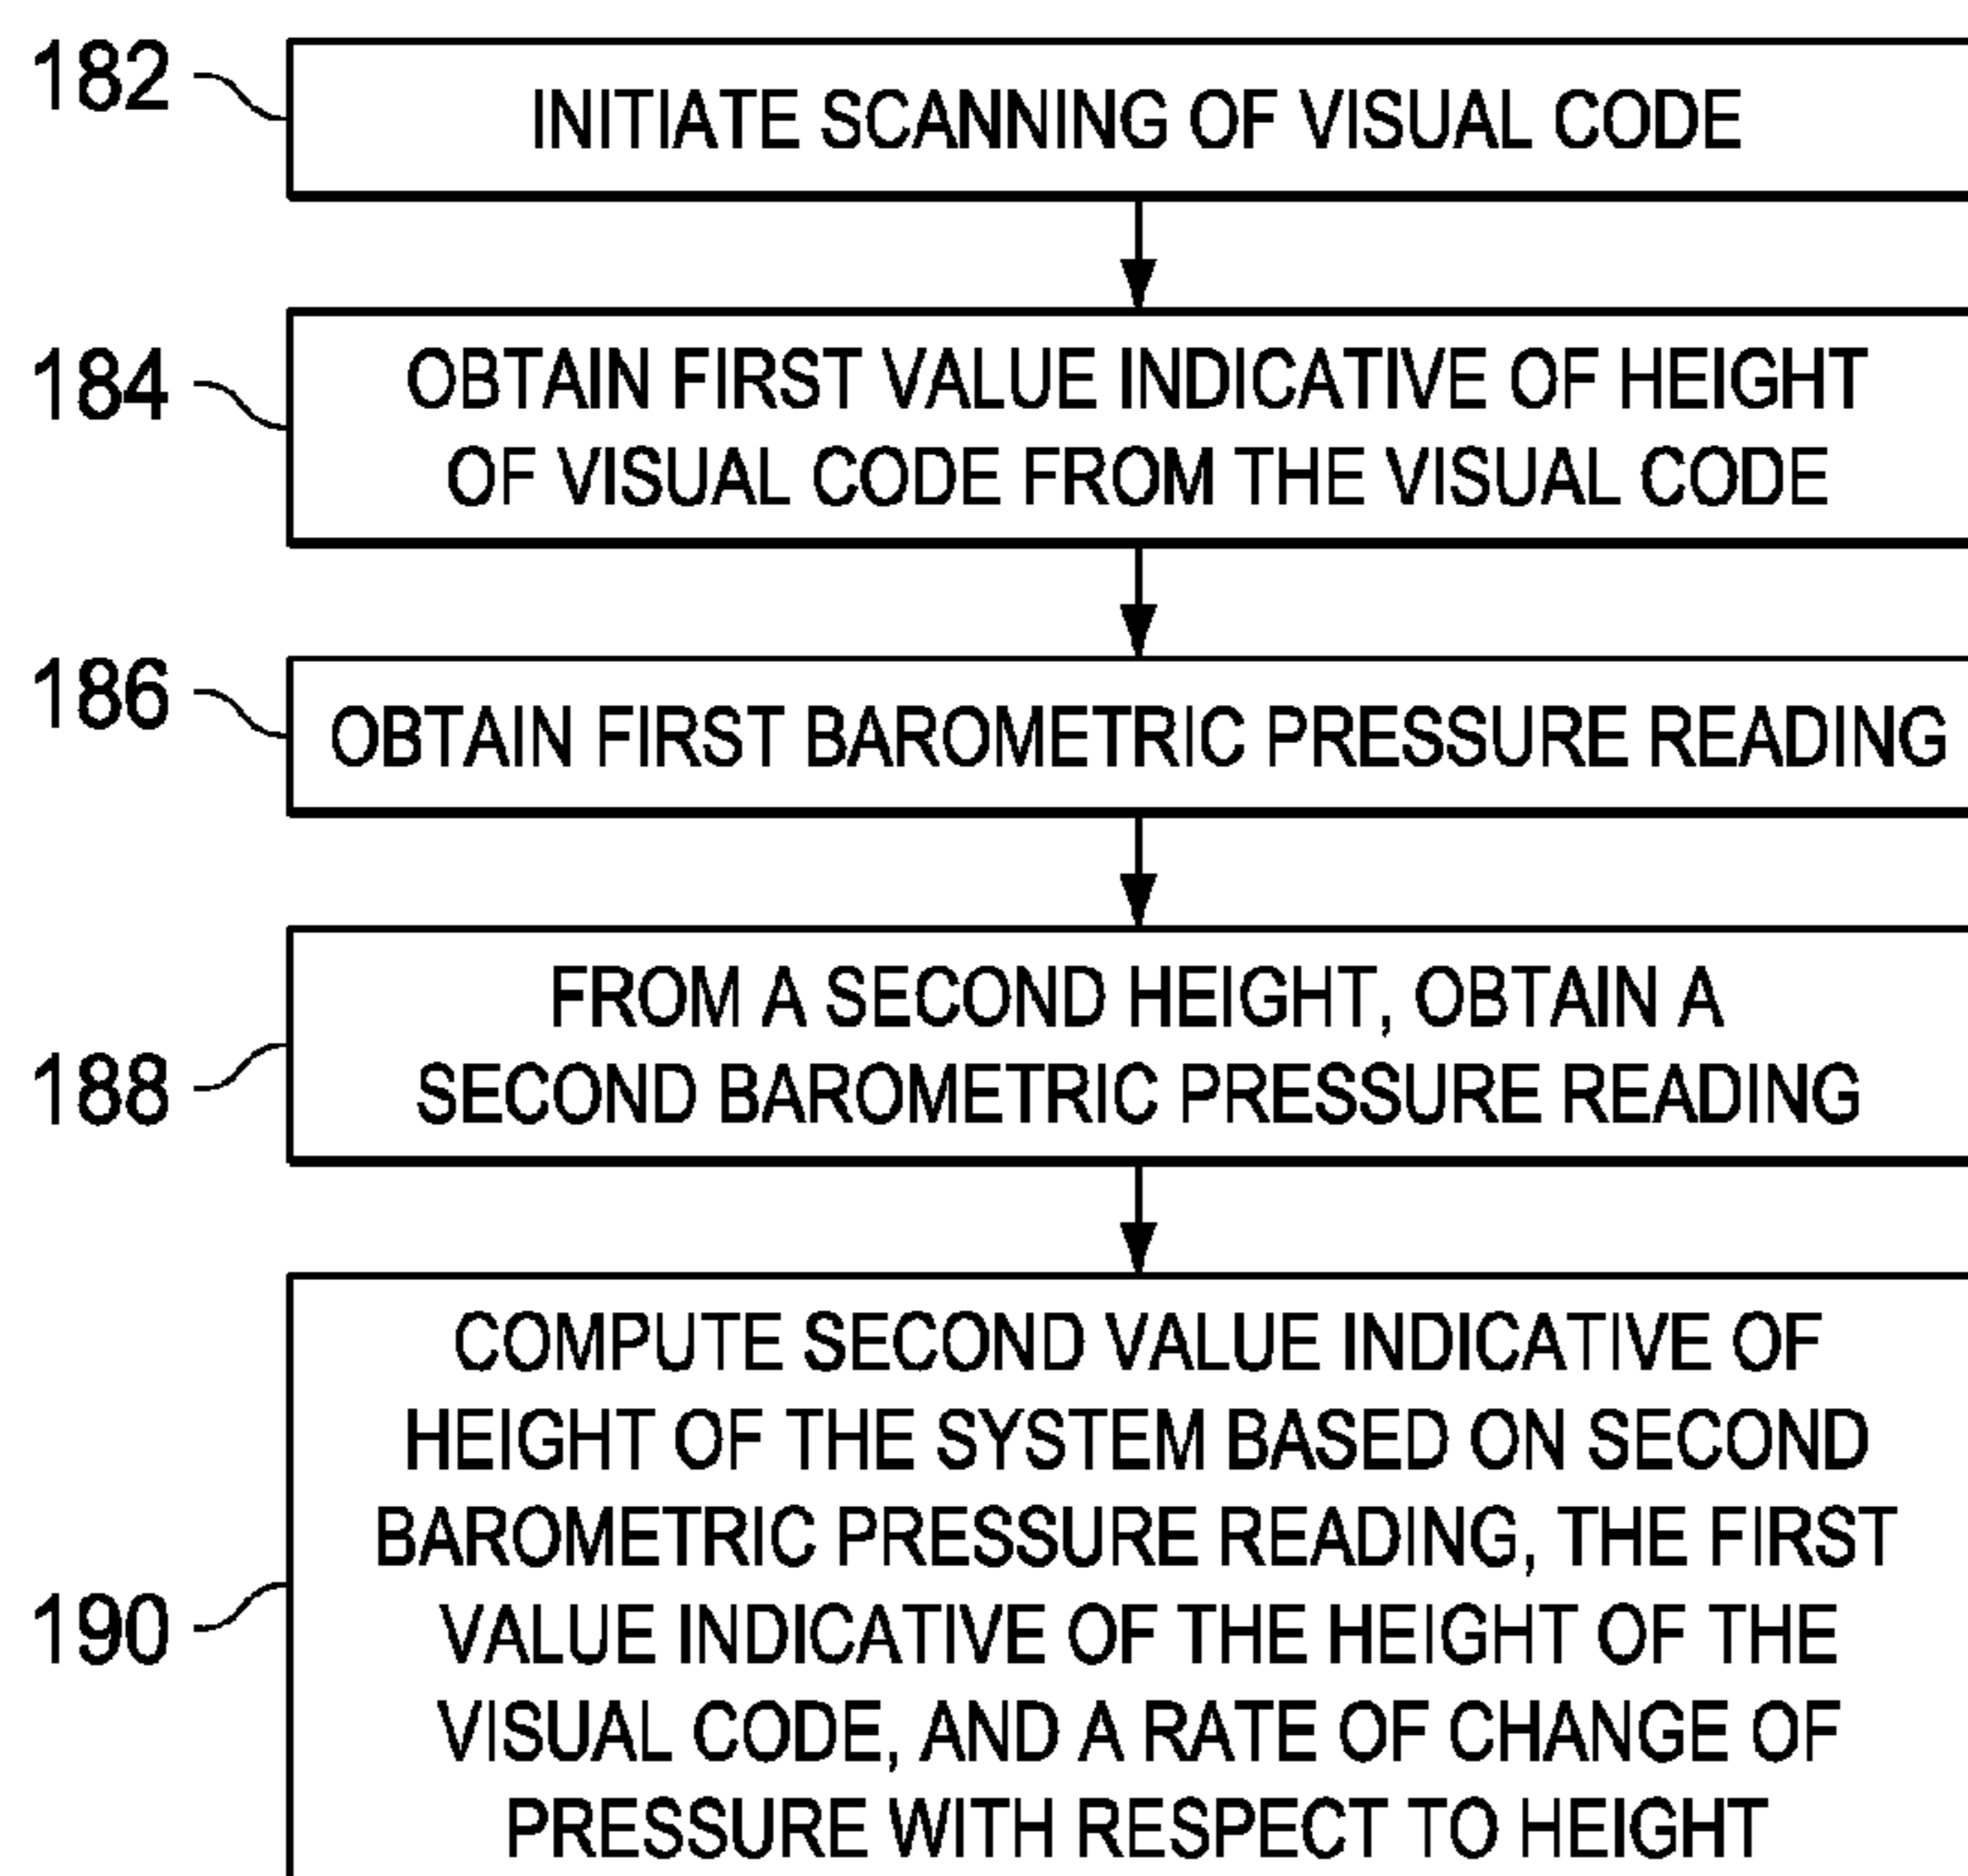 182
INITIATE SCANNING OF VISUAL CODE
184
OBTAIN FIRST VALUE INDICATIVE OF HEIGHT
OF VISUAL CODE FROM THE VISUAL CODE
186
OBTAIN FIRST BAROMETRIC PRESSURE READING
188
FROM A SECOND HEIGHT, OBTAIN A
SECOND BAROMETRIC PRESSURE READING
190
COMPUTE SECOND VALUE INDICATIVE OF
HEIGHT OF THE SYSTEM BASED ON SECOND
BAROMETRIC PRESSURE READING, THE FIRST
VALUE INDICATIVE OF THE HEIGHT OF THE
VISUAL CODE, AND A RATE OF CHANGE OF
PRESSURE WITH RESPECT TO HEIGHT